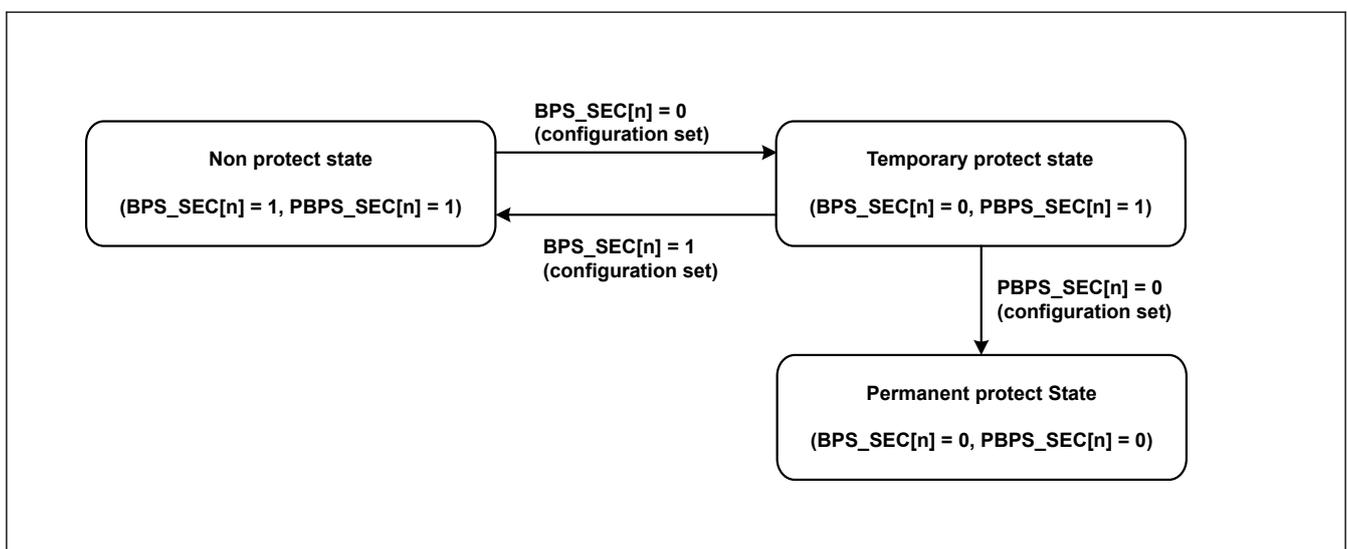 BPS_SEC[n] = 0
(configuration set)
Non protect state
(BPS_SEC[n] = 1, PBPS_SEC[n] = 1)
Temporary protect state
(BPS_SEC[n] = 0, PBPS_SEC[n] = 1)
BPS_SEC[n] = 1
(configuration set)
PBPS_SEC[n] = 0
(configuration set)
Permanent protect State
(BPS_SEC[n] = 0, PBPS_SEC[n] = 0)